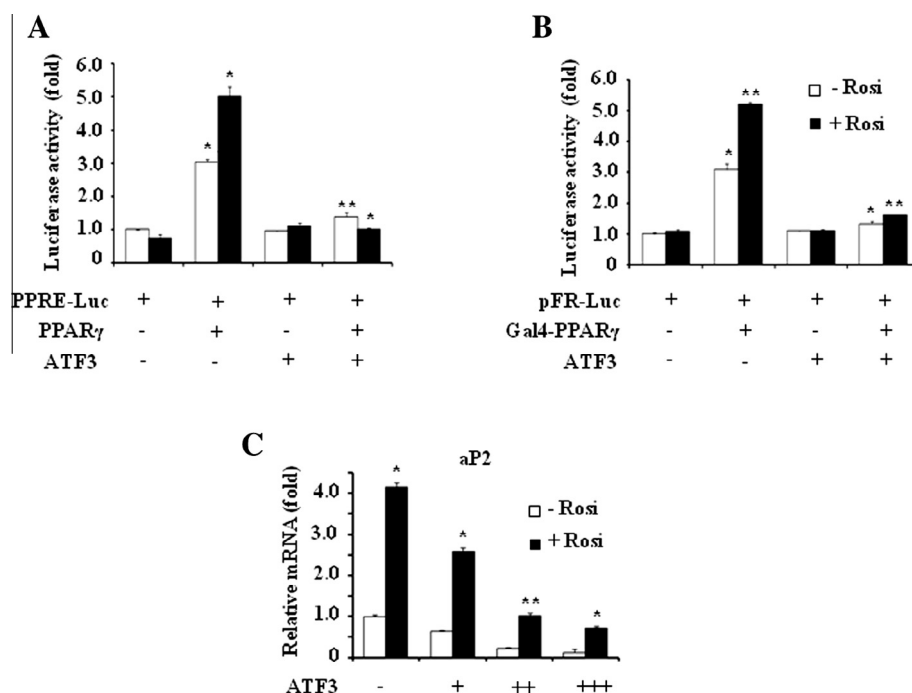 A
Luciferase activity (fold)
6.0
5.0
3.0
2.0
1.0
0
*
*
**
*
PPRE-Luc + + + +
PPARγ - + - +
ATF3 - - + +
B
Luciferase activity (fold)
6.0
5.0
4.0
3.0
2.0
1.0
0
*
**
*
**
- Rosi
+ Rosi
pFR-Luc + + + +
Gal4-PPARγ - + - +
ATF3 - - + +
C
aP2
Relative mRNA (fold)
4.0
3.0
2.0
1.0
0
*
*
**
*
- Rosi
+ Rosi
ATF3 - + ++ +++